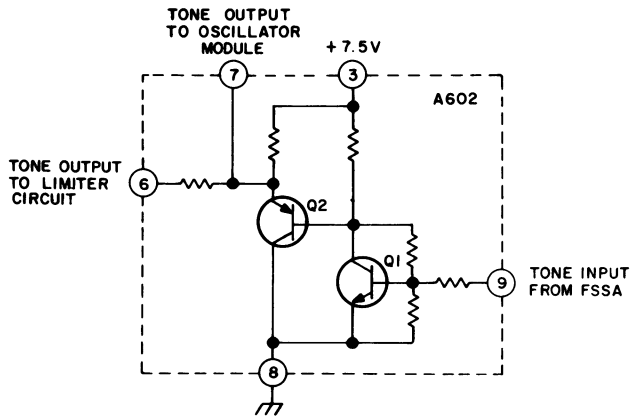 TONE OUTPUT
TO OSCILLATOR
MODULE
+7.5V
7
3
A602
TONE OUTPUT
TO LIMITER
CIRCUIT
6
Q2
Q1
9
TONE INPUT
FROM FSSA
8